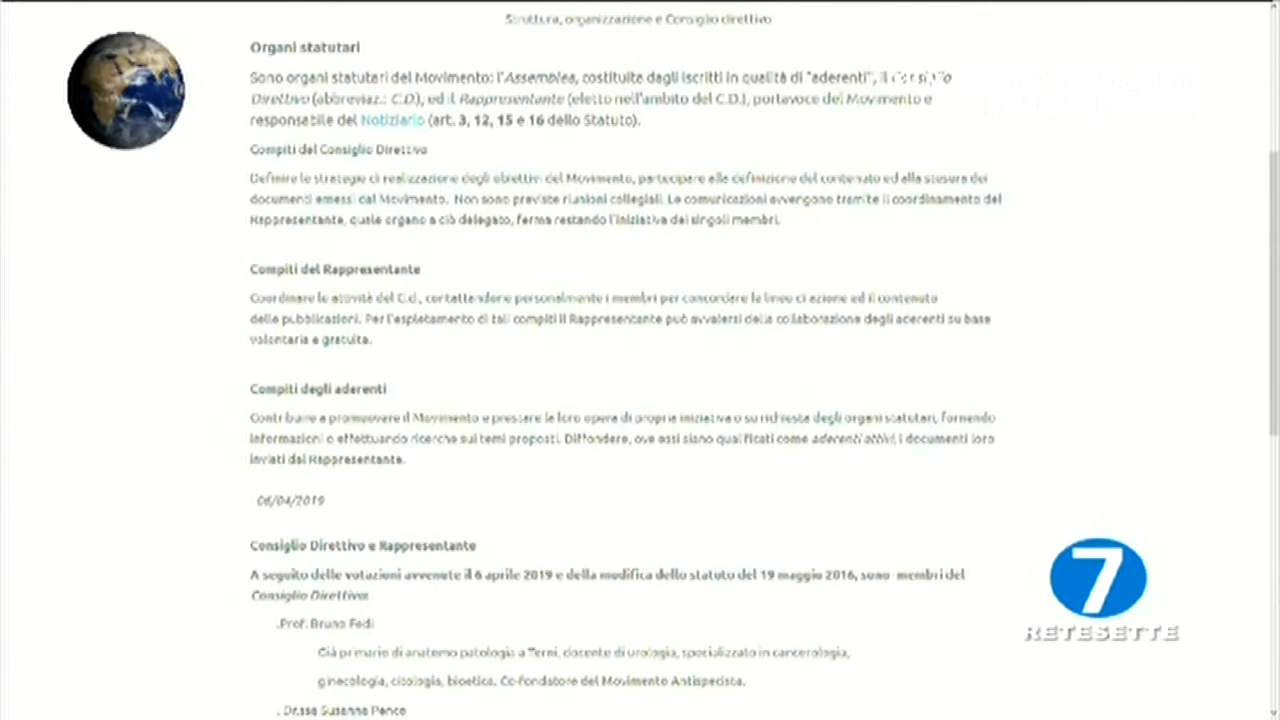 Struttura, organizzazione e Consiglio direttivo
Organi statutari
Sono organi statutari del Movimento: l'Assemblea, costituita dagli iscritti in qualità di "aderenti", il Consiglio
Direttivo (abbreviaz.: C.D.), ed il Rappresentante (eletto nell'ambito del C.D.), portavoce del Movimento e
responsabile del Notiziario (art. 3, 12, 15 e 16 dello Statuto).
Compiti del Consiglio Direttivo
Definire le strategie di realizzazione degli obiettivi del Movimento, partecipare alla definizione del contenuto ed alla stesura dei
documenti emessi dal Movimento. Non sono previste riunioni collegiali. Le comunicazioni avvengono tramite il coordinamento del
Rappresentante, quale organo a ciò delegato, ferma restando l'iniziativa dei singoli membri.
Compiti del Rappresentante
Coordinare le attività del C.d., contattandone personalmente i membri per concordare le linee di azione ed il contenuto
delle pubblicazioni. Per l'espletamento di tali compiti il Rappresentante può avvalersi della collaborazione degli aderenti su base
volontaria e gratuita.
Compiti degli aderenti
Contribuire a promuovere il Movimento e prestare la loro opera di propria iniziativa o su richiesta degli organi statutari, fornendo
informazioni o effettuando ricerche sui temi proposti. Diffondere, ove essi siano qualificati come aderenti attivi, i documenti loro
inviati dal Rappresentante.
06/04/2019
Consiglio Direttivo e Rappresentante
A seguito delle votazioni avvenute il 6 aprile 2019 e della modifica dello statuto del 19 maggio 2016, sono membri del
Consiglio Direttivo:
.Prof. Bruno Fedi
Già primario di anatomo patologia a Terni, docente di urologia, specializzato in cancerologia,
ginecologia, citologia, bioetica. Co-fondatore del Movimento Antispecista.
. Dr.ssa Susanna Penco
7
RETESETTE